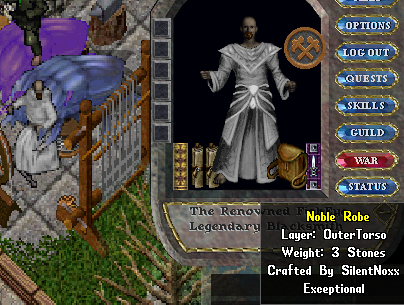 OPTIONS
LOG OUT
QUESTS
SKILLS
GUILD
WAR
STATUS
The Renowned
Legendary
Noble Robe
Layer: OuterTorso
Weight: 3 Stones
Crafted By SilentNoxx
Exceptional